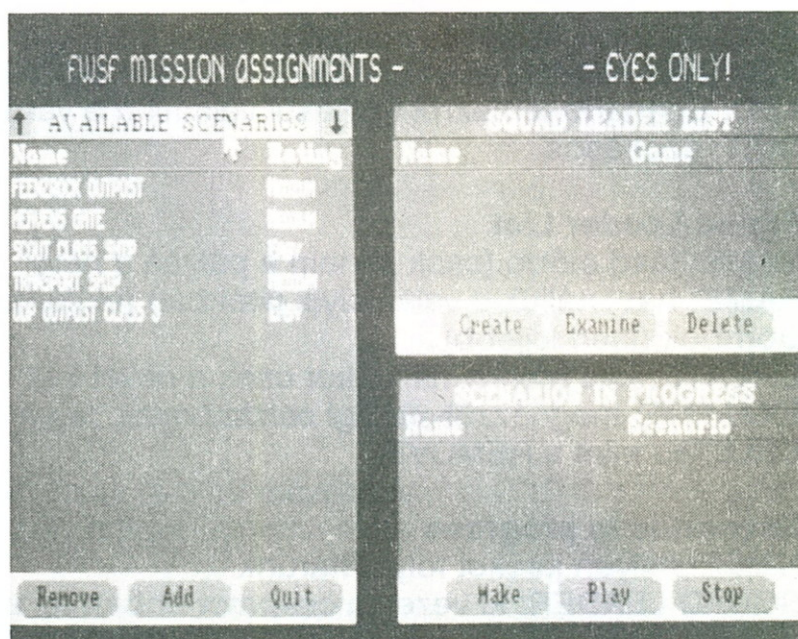 FWSF MISSION ASSIGNMENTS - - EYES ONLY!
↑ AVAILABLE SCENARIOS ↓
Name Rating
OUTPOST
GATE
SCOUT CLASS SHIP Easy
TRANSPORT SHIP Medium
UDP OUTPOST CLASS 3 Easy
Remove Add Quit
SQUAD LEADER LIST
Name Game
Create Examine Delete
SCENARIOS IN PROGRESS
Name Scenario
Make Play Stop